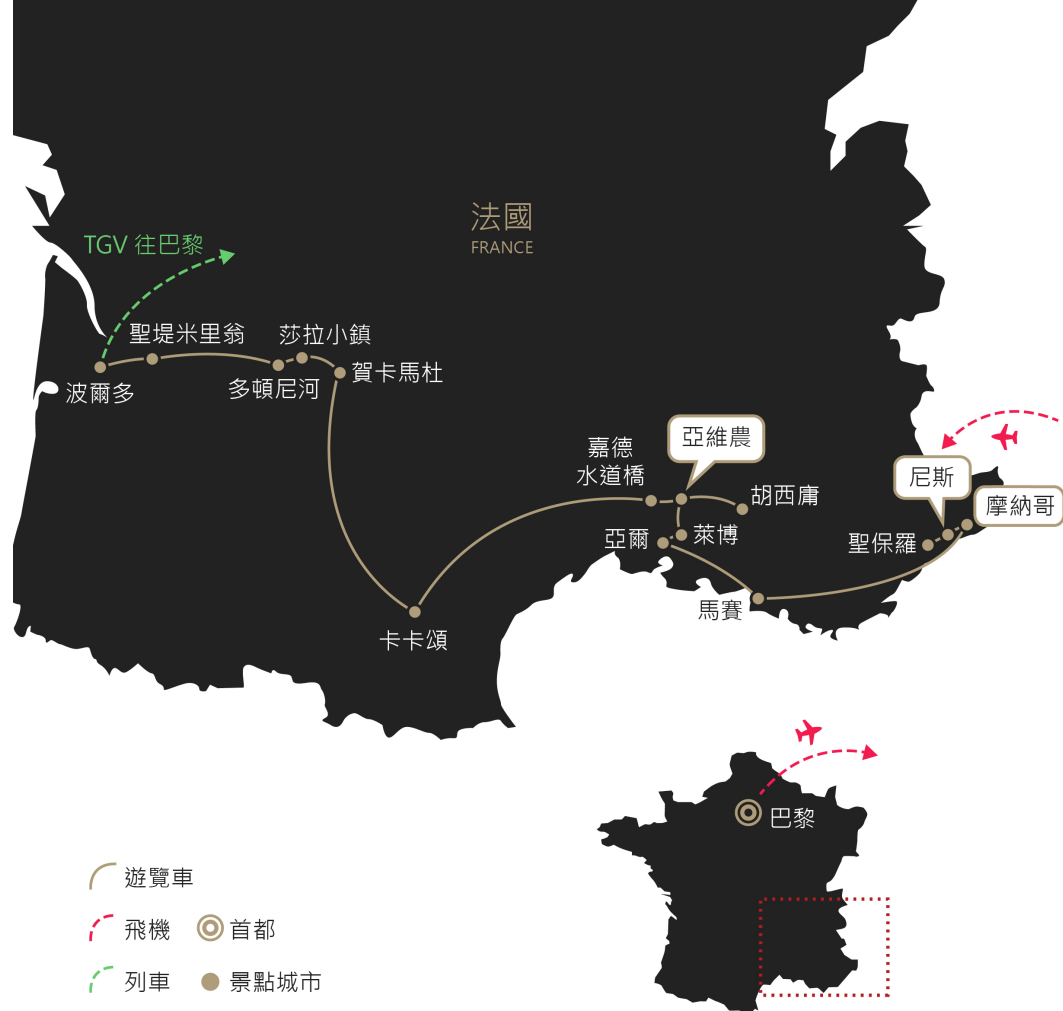 法國
FRANCE
TGV 往巴黎
聖堤米里翁
莎拉小鎮
波爾多
多頓尼河
賀卡馬杜
嘉德
水道橋
亞維農
胡西庸
尼斯
摩納哥
亞爾
萊博
聖保羅
馬賽
卡卡頌
巴黎
遊覽車
飛機
首都
列車
景點城市